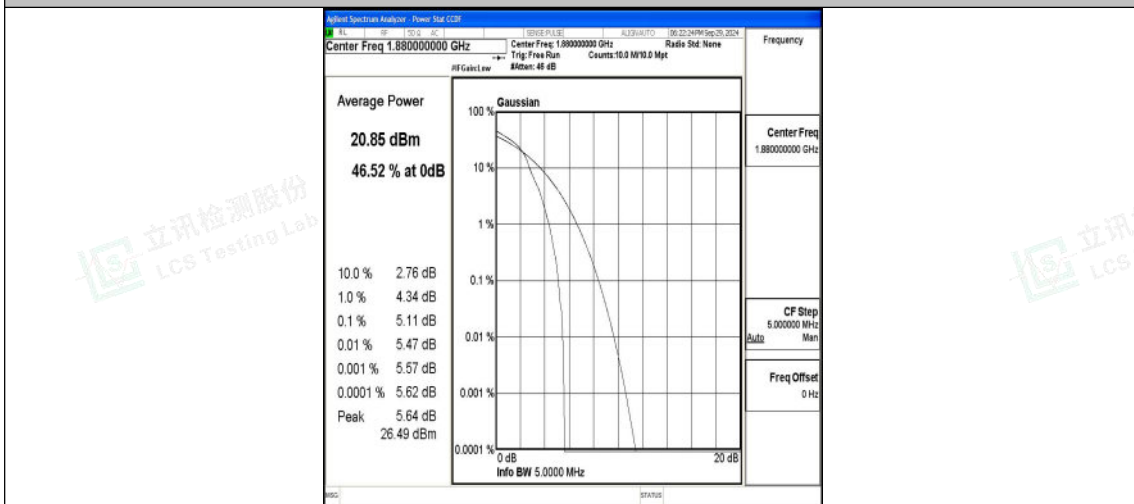 Agilent Spectrum Analyzer - Power Stat CCDF
RL RF 50 Ω AC SENSE:PULSE ALIGNAUTO 06:22:24 PM Sep 29, 2024
Center Freq 1.880000000 GHz
Center Freq: 1.880000000 GHz
Radio Std: None
Trig: Free Run
Counts:10.0 M/10.0 Mpt
#IFGain:Low
#Atten: 46 dB
Frequency
Average Power
20.85 dBm
46.52 % at 0dB
10.0 % 2.76 dB
1.0 % 4.34 dB
0.1 % 5.11 dB
0.01 % 5.47 dB
0.001 % 5.57 dB
0.0001 % 5.62 dB
Peak 5.64 dB
26.49 dBm
Gaussian
100 %
10 %
1 %
0.1 %
0.01 %
0.001 %
0.0001 %
0 dB
20 dB
Info BW 5.0000 MHz
Center Freq
1.880000000 GHz
CF Step
5.000000 MHz
Auto Man
Freq Offset
0 Hz
MSG
STATUS
立讯检测股份
LCS Testing Lab
立讯
LCS